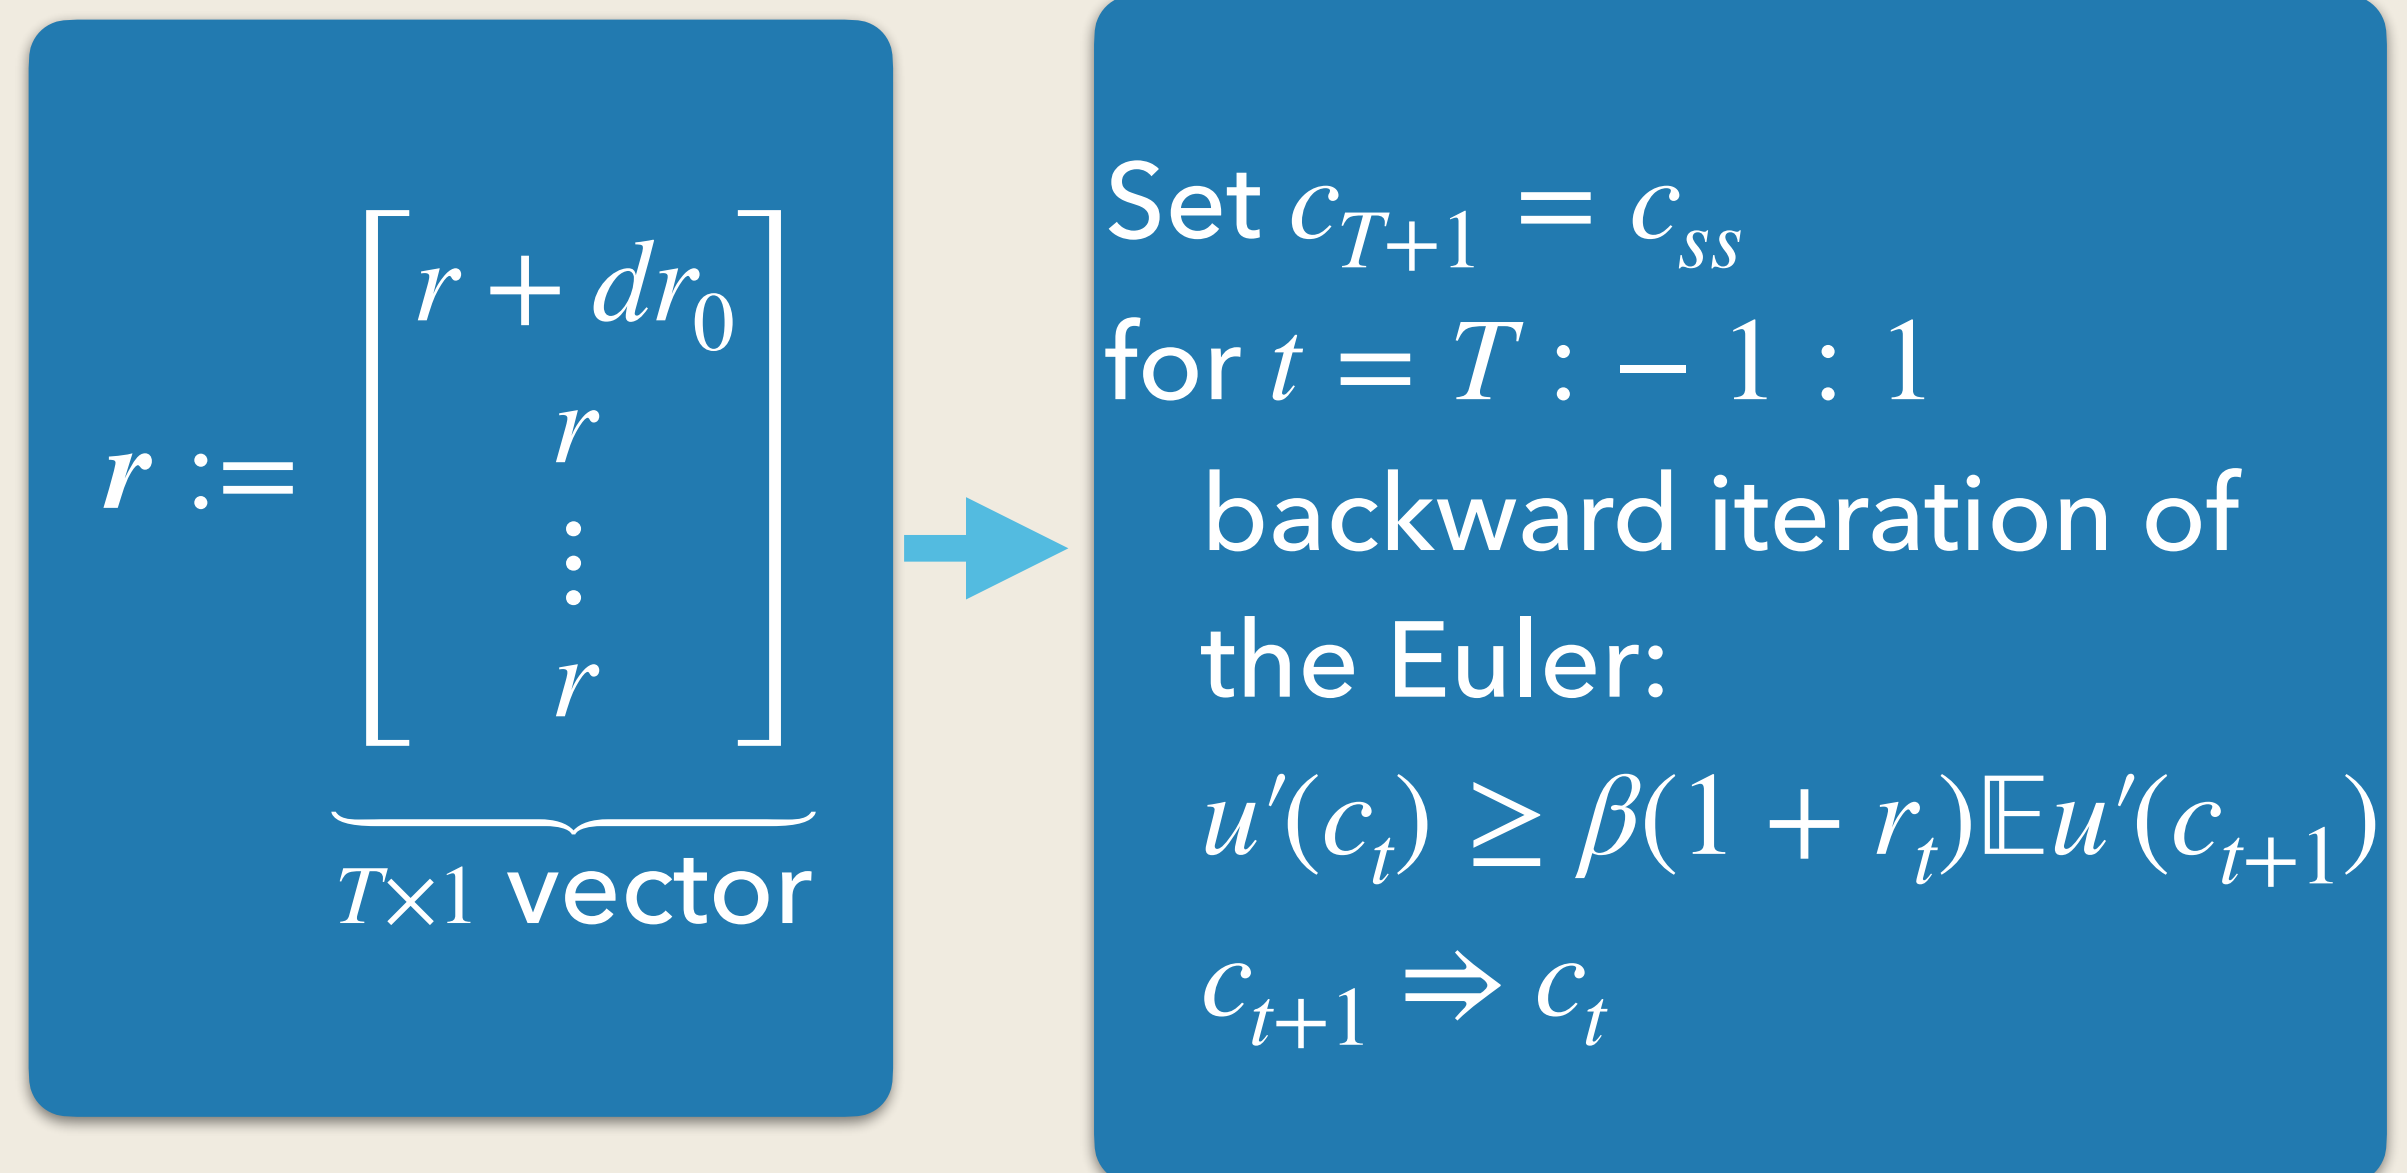 r := [ r + dr₀
r
⋮
r ]
T×1 vector
Set c_{T+1} = c_{ss}
for t = T : − 1 : 1
backward iteration of
the Euler:
u′(c_t) ≥ β(1 + r_t)𝔼u′(c_{t+1})
c_{t+1} ⇒ c_t